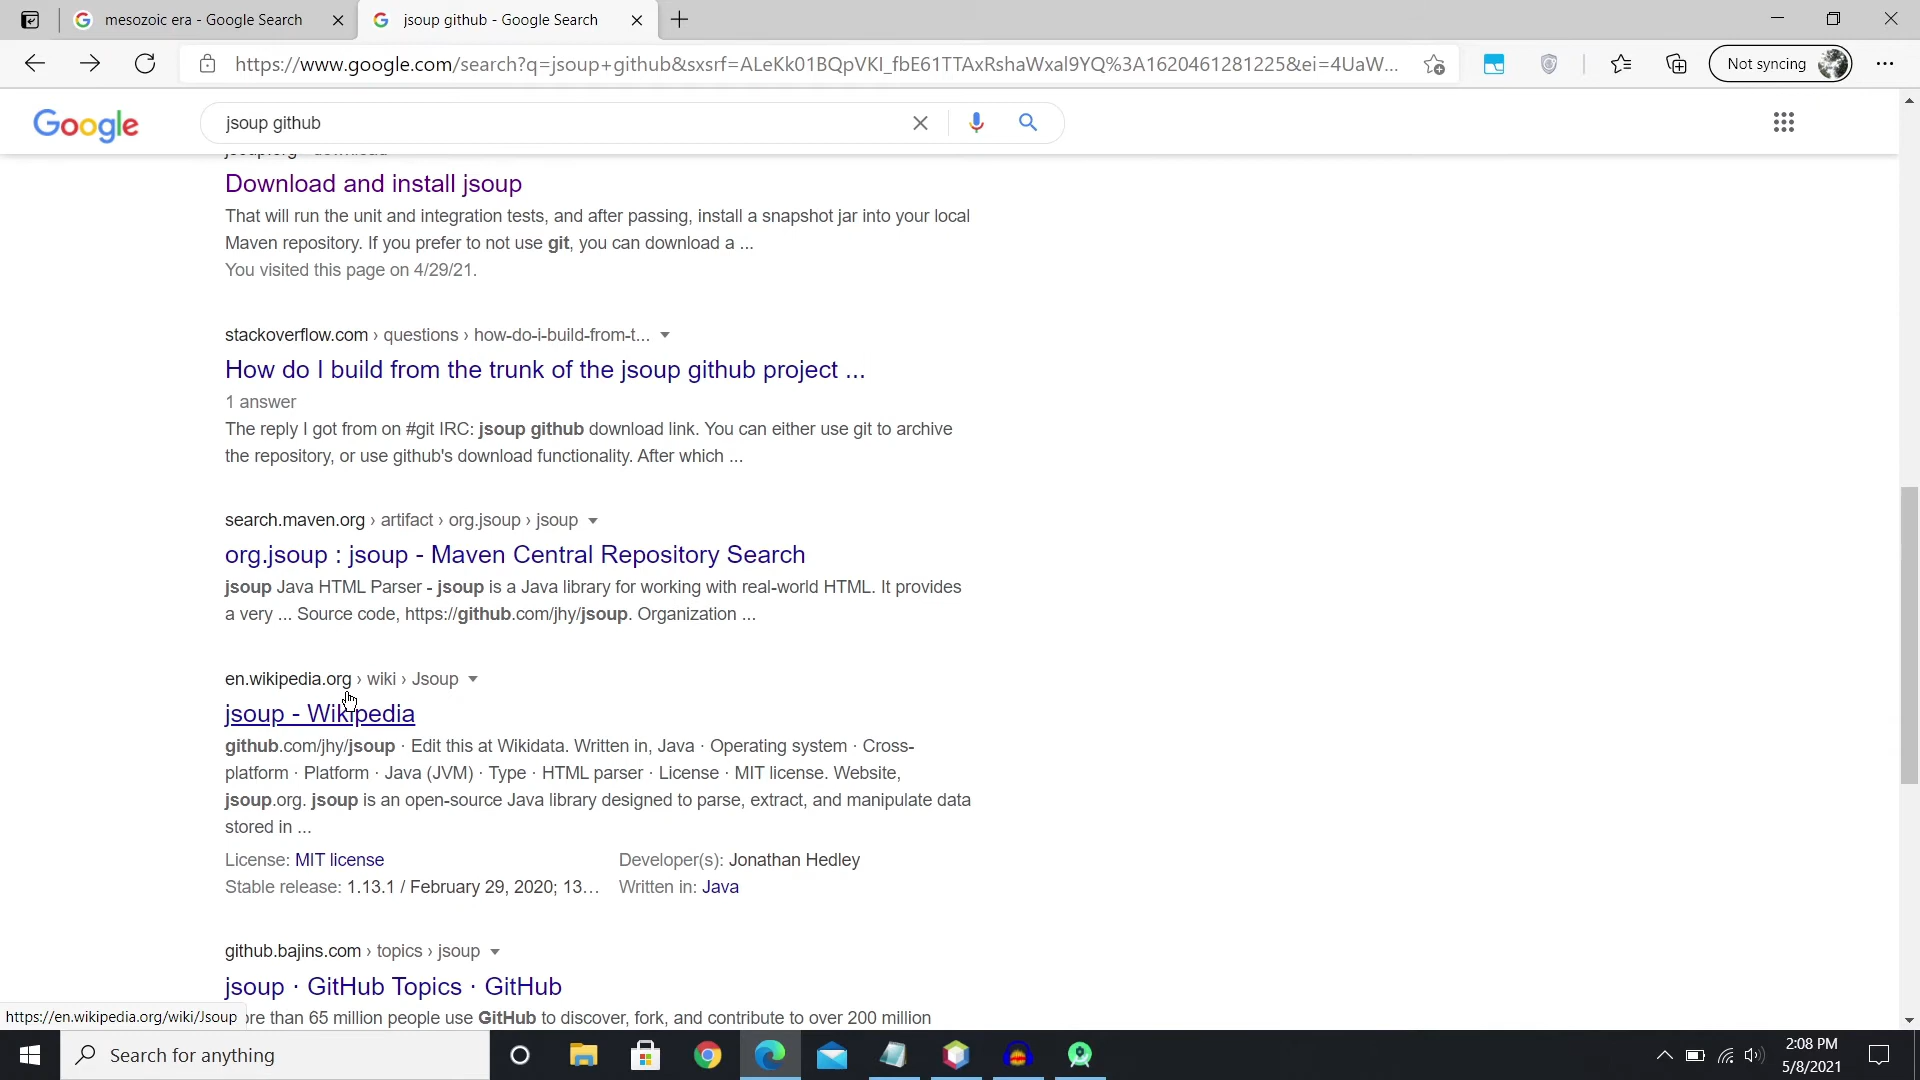 mesozoic era - Google Search
jsoup github - Google Search
https://www.google.com/search?q=jsoup+github&sxsrf=ALeKk01BQpVKI_fbE61TTAxRshaWxal9YQ%3A1620461281225&ei=4UaW...
Not syncing
Google
jsoup github
jsoup.org › download
Download and install jsoup
That will run the unit and integration tests, and after passing, install a snapshot jar into your local
Maven repository. If you prefer to not use git, you can download a ...
You visited this page on 4/29/21.
stackoverflow.com › questions › how-do-i-build-from-t...
How do I build from the trunk of the jsoup github project ...
1 answer
The reply I got from on #git IRC: jsoup github download link. You can either use git to archive
the repository, or use github's download functionality. After which ...
search.maven.org › artifact › org.jsoup › jsoup
org.jsoup : jsoup - Maven Central Repository Search
jsoup Java HTML Parser - jsoup is a Java library for working with real-world HTML. It provides
a very ... Source code, https://github.com/jhy/jsoup. Organization ...
en.wikipedia.org › wiki › Jsoup
jsoup - Wikipedia
github.com/jhy/jsoup · Edit this at Wikidata. Written in, Java · Operating system · Cross-
platform · Platform · Java (JVM) · Type · HTML parser · License · MIT license. Website,
jsoup.org. jsoup is an open-source Java library designed to parse, extract, and manipulate data
stored in ...
License: MIT license
Developer(s): Jonathan Hedley
Stable release: 1.13.1 / February 29, 2020; 13...
Written in: Java
github.bajins.com › topics › jsoup
jsoup · GitHub Topics · GitHub
https://en.wikipedia.org/wiki/Jsoup
re than 65 million people use GitHub to discover, fork, and contribute to over 200 million
Search for anything
2:08 PM
5/8/2021